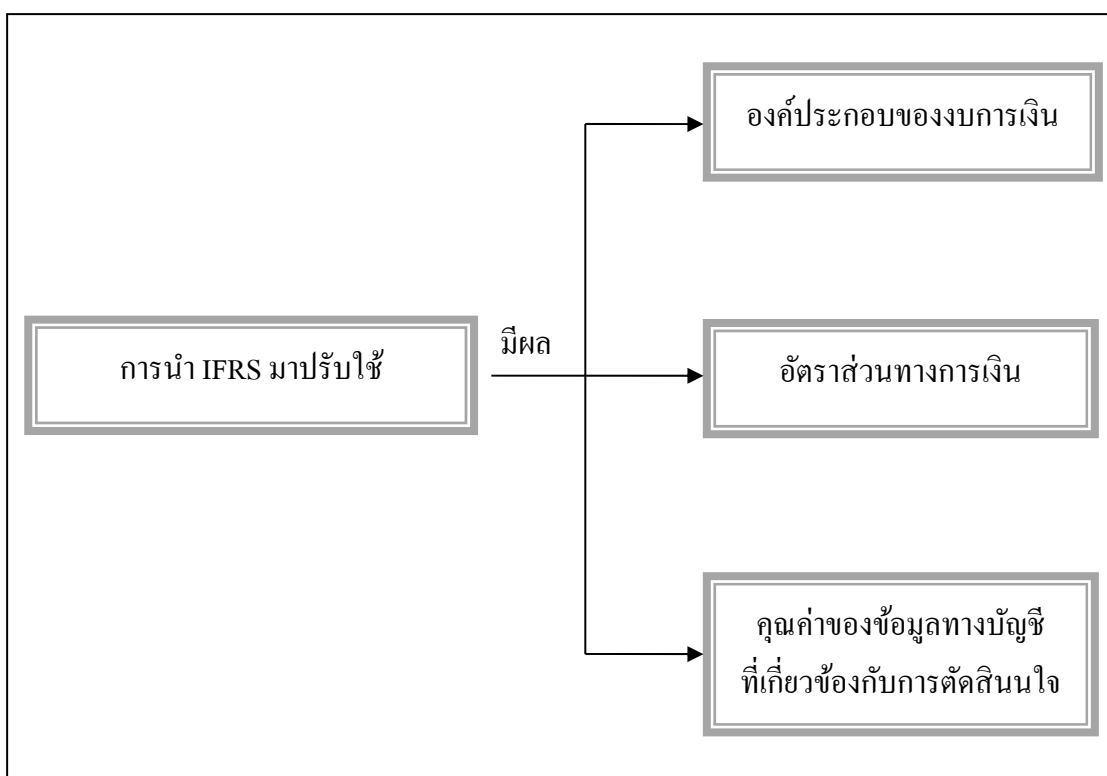 องค์ประกอบของงบการเงิน
มีผล
การนำ IFRS มาปรับใช้
อัตราส่วนทางการเงิน
คุณค่าของข้อมูลทางบัญชี
ที่เกี่ยวข้องกับการตัดสินนใจ